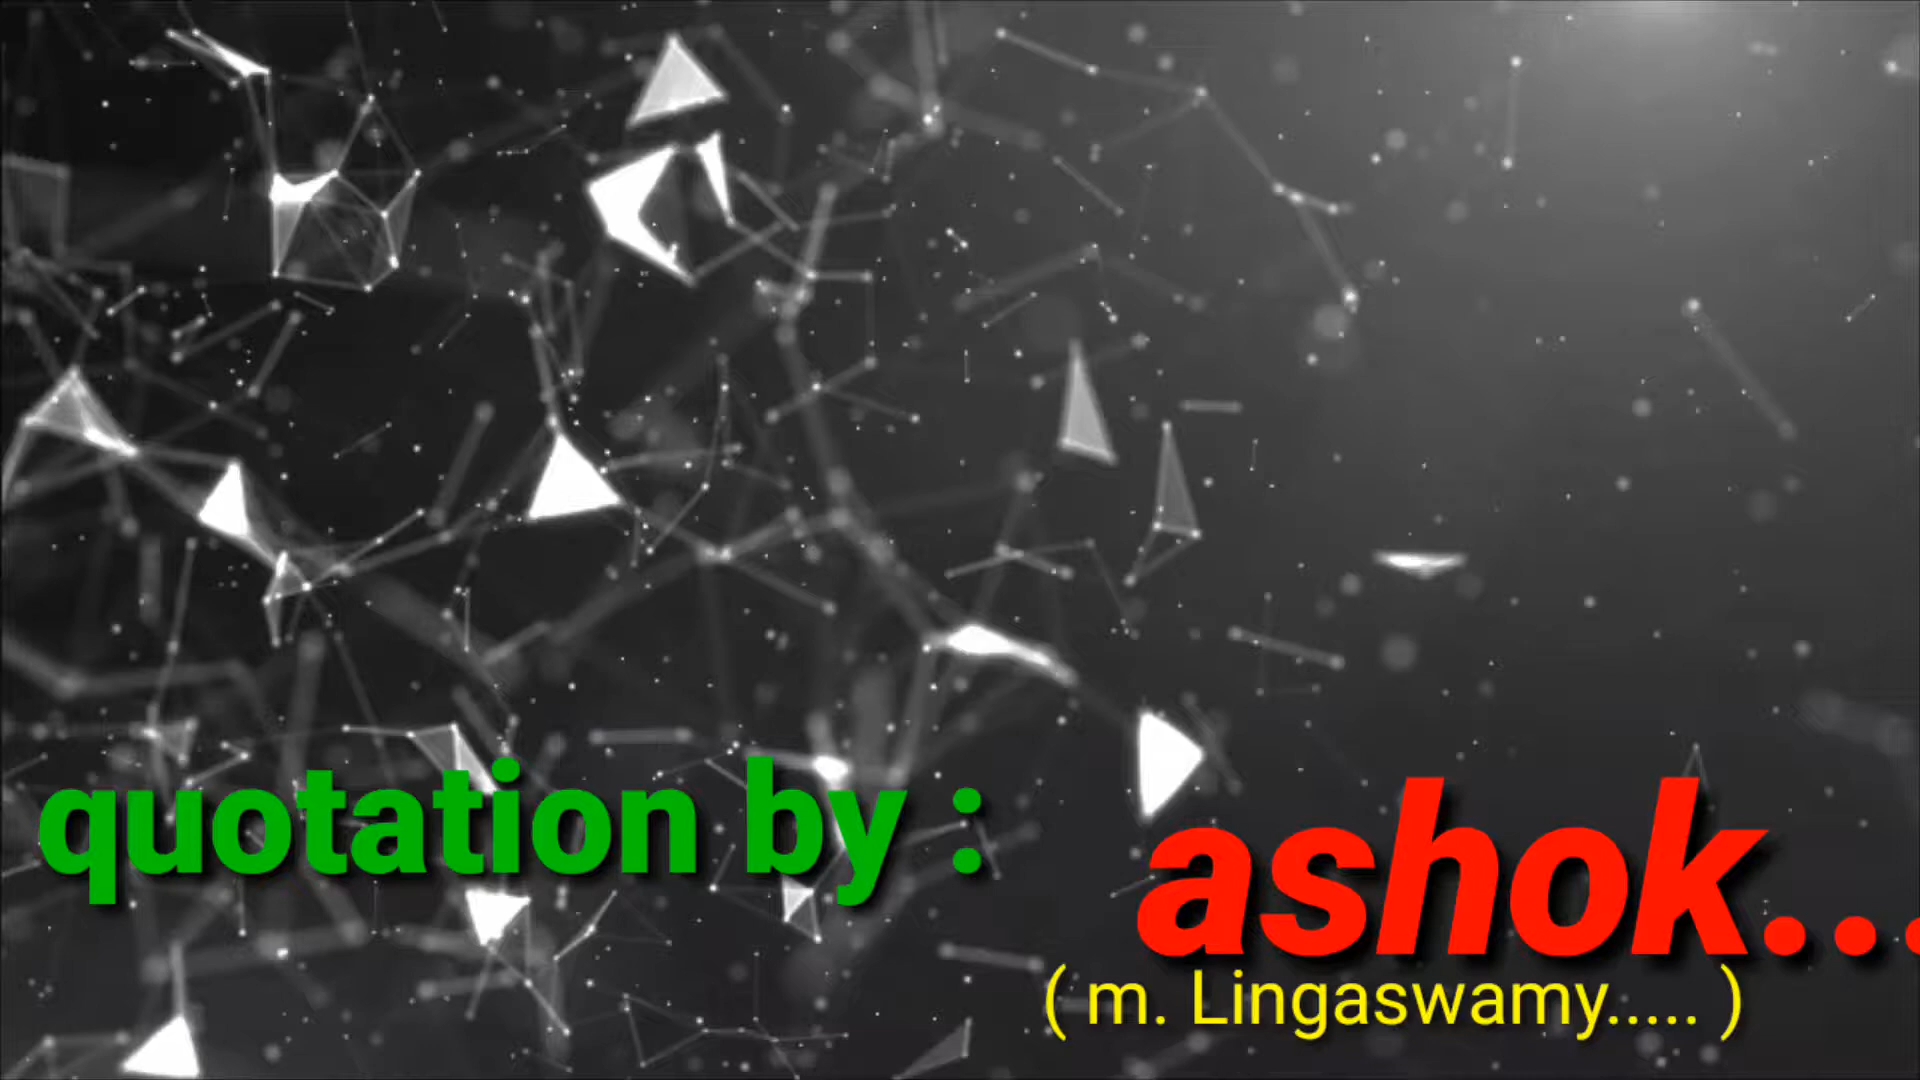 quotation by :
ashok...
( m. Lingaswamy..... )